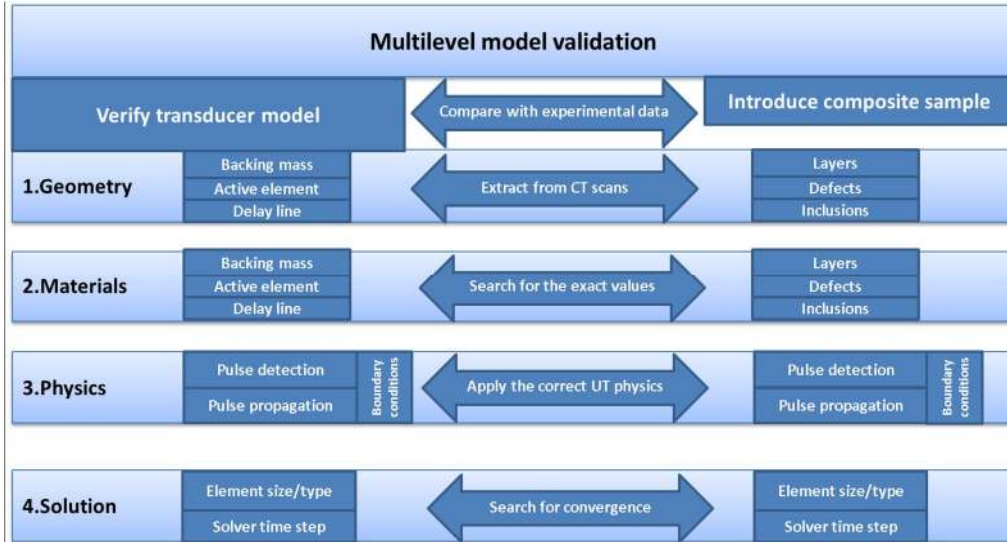 Multilevel model validation
Verify transducer model
Compare with experimental data
Introduce composite sample
1.Geometry
Backing mass
Active element
Delay line
Extract from CT scans
Layers
Defects
Inclusions
2.Materials
Backing mass
Active element
Delay line
Search for the exact values
Layers
Defects
Inclusions
3.Physics
Pulse detection
Pulse propagation
Boundary
conditions
Apply the correct UT physics
Pulse detection
Pulse propagation
Boundary
conditions
4.Solution
Element size/type
Solver time step
Search for convergence
Element size/type
Solver time step